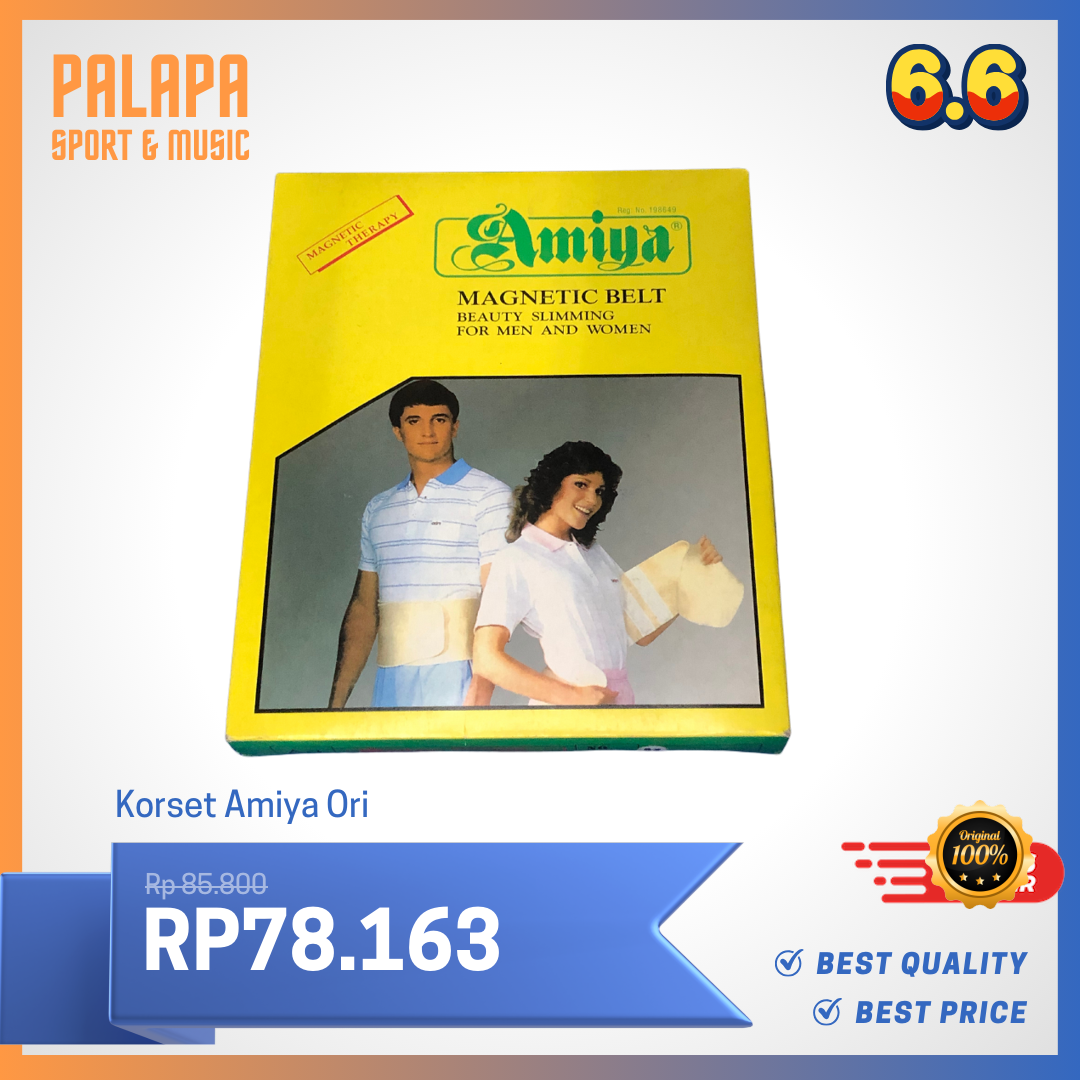 PALAPA
SPORT & MUSIC
6.6
MAGNETIC
THERAPY
Reg. No. 198649
Amiya®
MAGNETIC BELT
BEAUTY SLIMMING
FOR MEN AND WOMEN
Korset Amiya Ori
Rp 85.800
RP78.163
Original
100%
BEST QUALITY
BEST PRICE